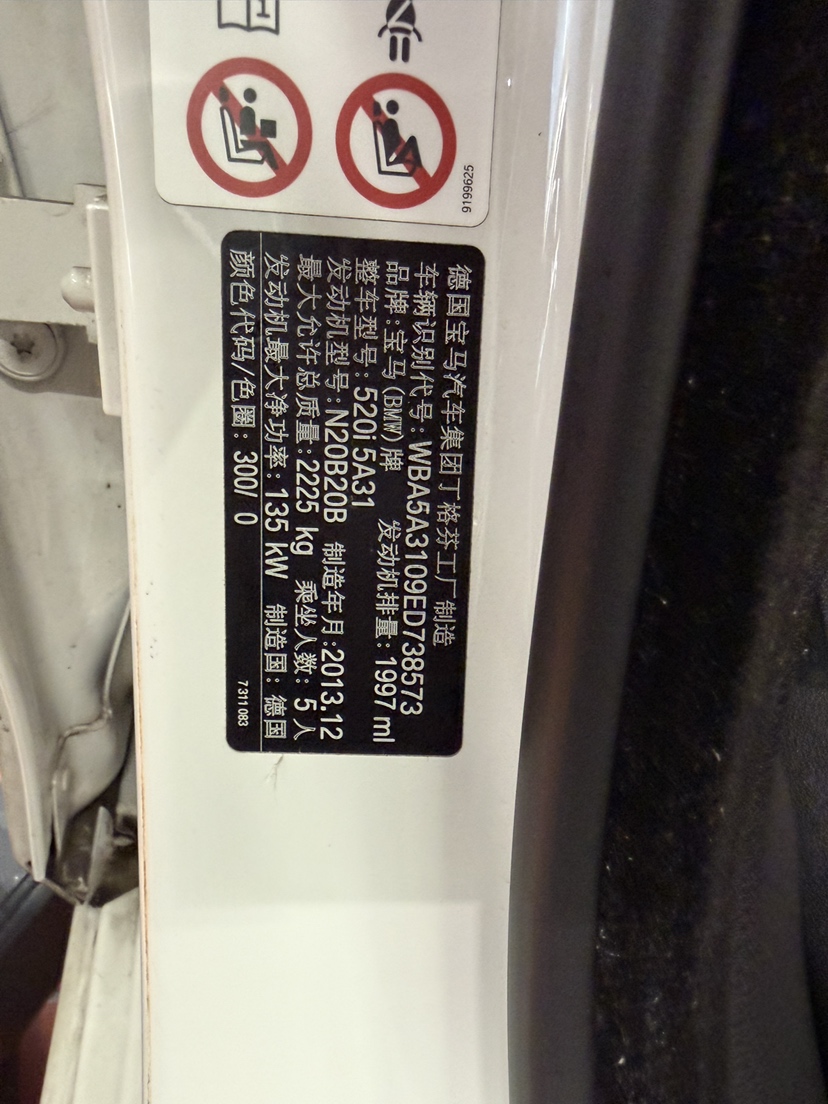 9199625
德国宝马汽车集团丁格芬工厂制造
车辆识别代号：WBA5A3109ED738573
品牌：宝马(BMW)牌 发动机排量：1997 ml
整车型号：520i 5A31
发动机型号：N20B20B 制造年月：2013.12
最大允许总质量：2225 kg 乘坐人数：5 人
发动机最大净功率：135 kW 制造国：德国
颜色代码/色圈：300/ 0
7 311 083